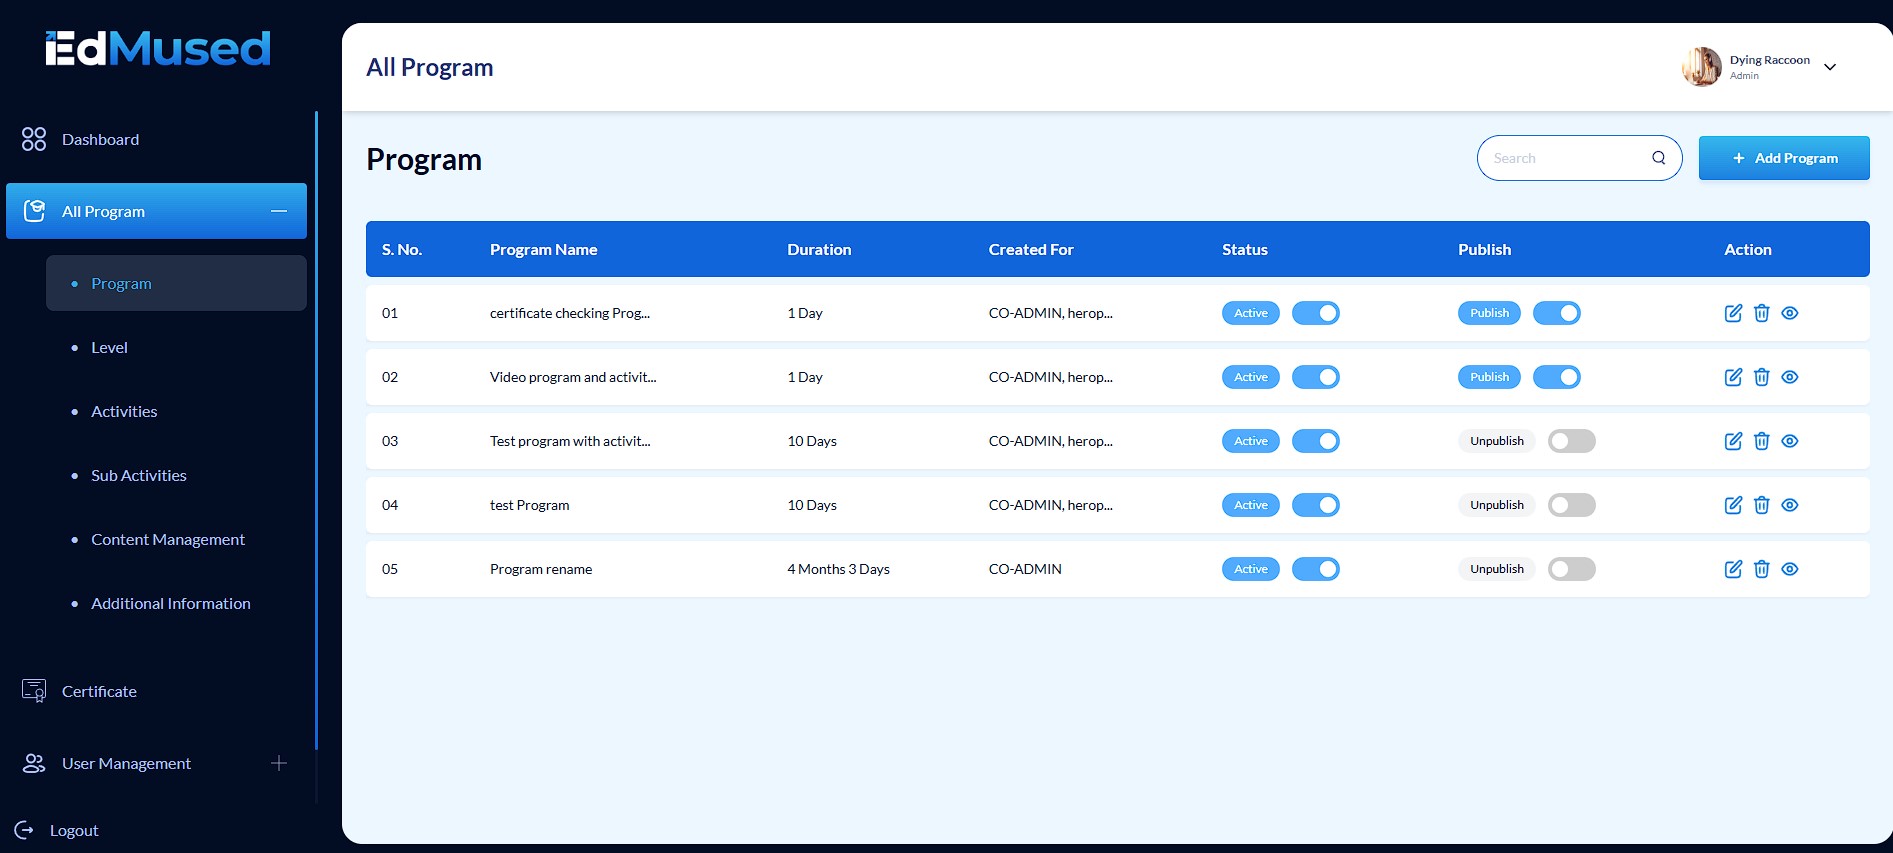 EdMused
Dashboard
All Program
Program
Level
Activities
Sub Activities
Content Management
Additional Information
Certificate
User Management
Logout
All Program
Dying Raccoon
Admin
Program
Search
+ Add Program
S. No. Program Name Duration Created For Status Publish Action
01 certificate checking Prog... 1 Day CO-ADMIN, herop... Active Publish
02 Video program and activit... 1 Day CO-ADMIN, herop... Active Publish
03 Test program with activit... 10 Days CO-ADMIN, herop... Active Unpublish
04 test Program 10 Days CO-ADMIN, herop... Active Unpublish
05 Program rename 4 Months 3 Days CO-ADMIN Active Unpublish